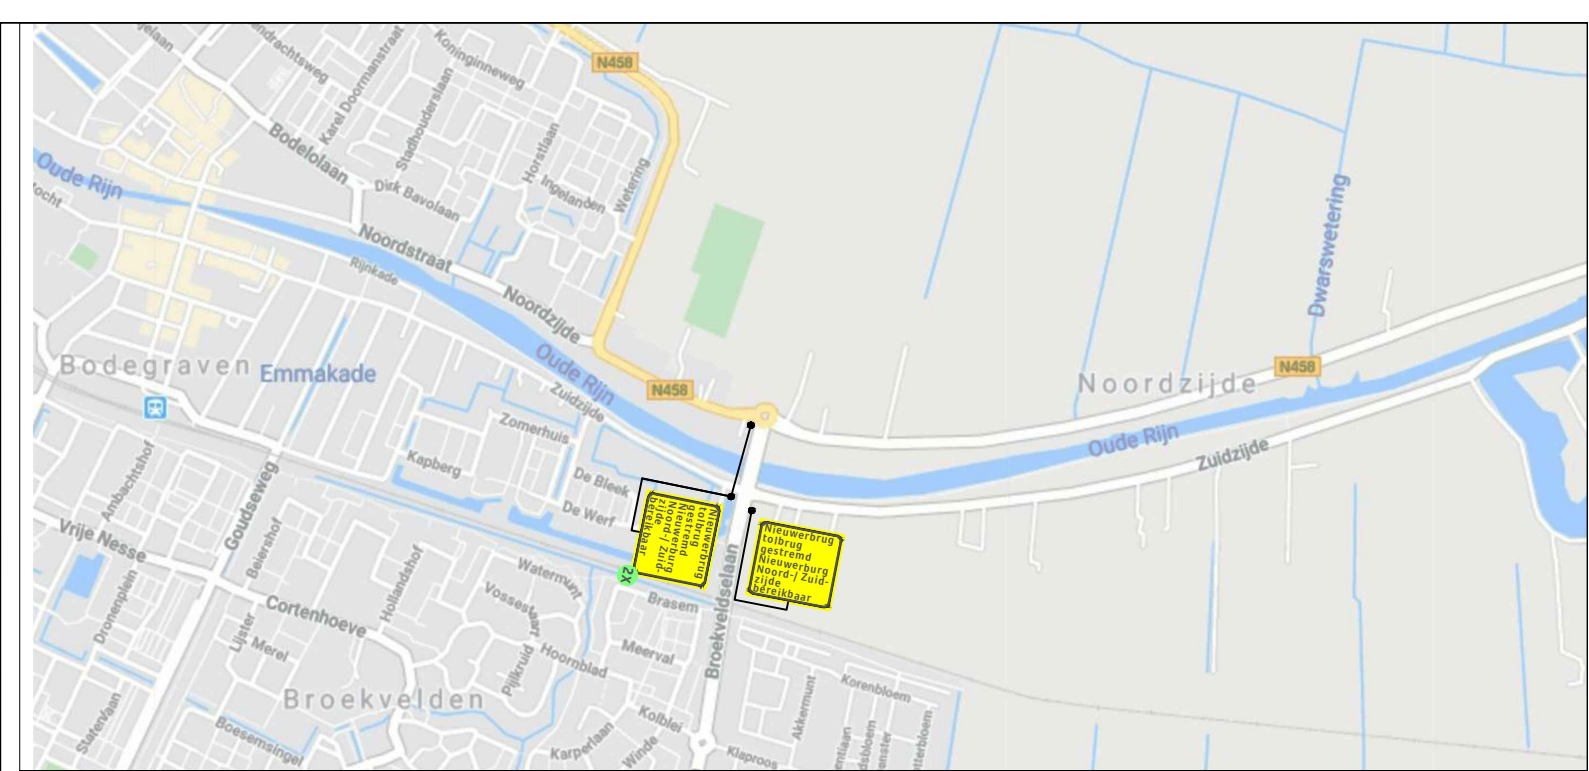 N458
Koninginneweg
Karel Doormanstraat
Stadhouderslaan
Bodelolaan
Horstlaan
Wetering
Ingelanden
Dirk Bavolaan
Oude Rijn
Noordstraat
Rijnkade
Noordzijde
Dwarswetering
Bodegraven
Emmakade
Oude Rijn
N458
N458
Noordzijde
Zuidzijde
Zomerhuis
Kapberg
De Bleek
De Werf
Oude Rijn
Zuidzijde
Ambachtshof
Goudseweg
Vrije Nesse
Beiershof
Hollandshof
Nieuwerbrug
tolbrug
gestremd
Nieuwerburg
Noord-/ Zuid-
zijde
bereikbaar
2X
Nieuwerbrug
tolbrug
gestremd
Nieuwerburg
Noord-/ Zuid-
zijde
bereikbaar
Broekveldselaan
Watermunt
Brasem
Dronenplein
Cortenhoeve
Lijster
Merel
Meerval
Hoornblad
Pijlkruid
Broekvelden
Boesemsingel
Korenbloem
Akkermunt
Kolblei
Karperlaan
Winde
Klaproos